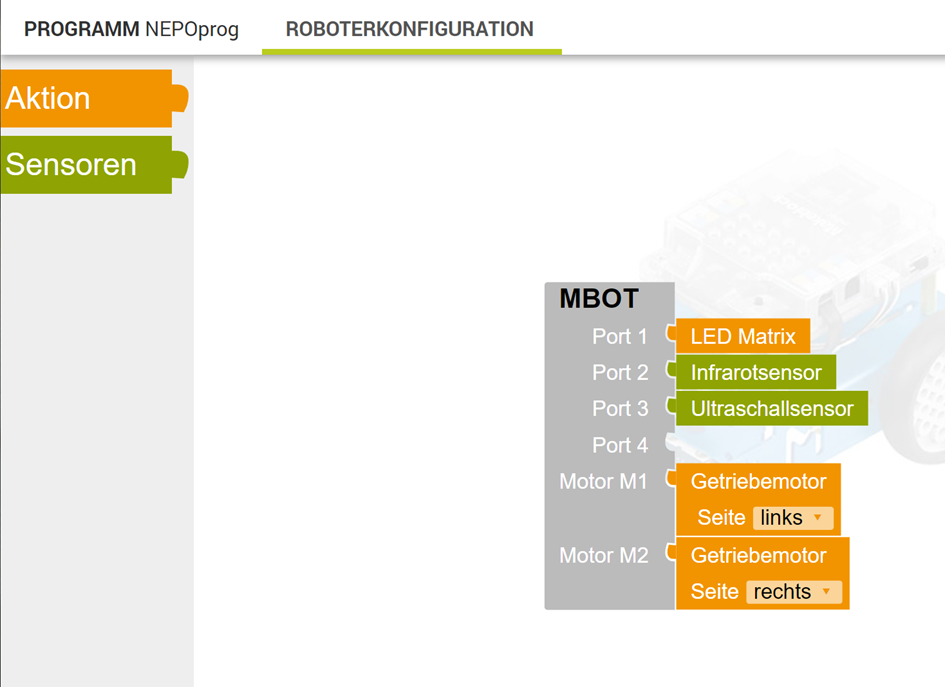 PROGRAMM NEPOprog
ROBOTERKONFIGURATION
Aktion
Sensoren
MBOT
Port 1 LED Matrix
Port 2 Infrarotsensor
Port 3 Ultraschallsensor
Port 4
Motor M1 Getriebemotor
Seite links
Motor M2 Getriebemotor
Seite rechts